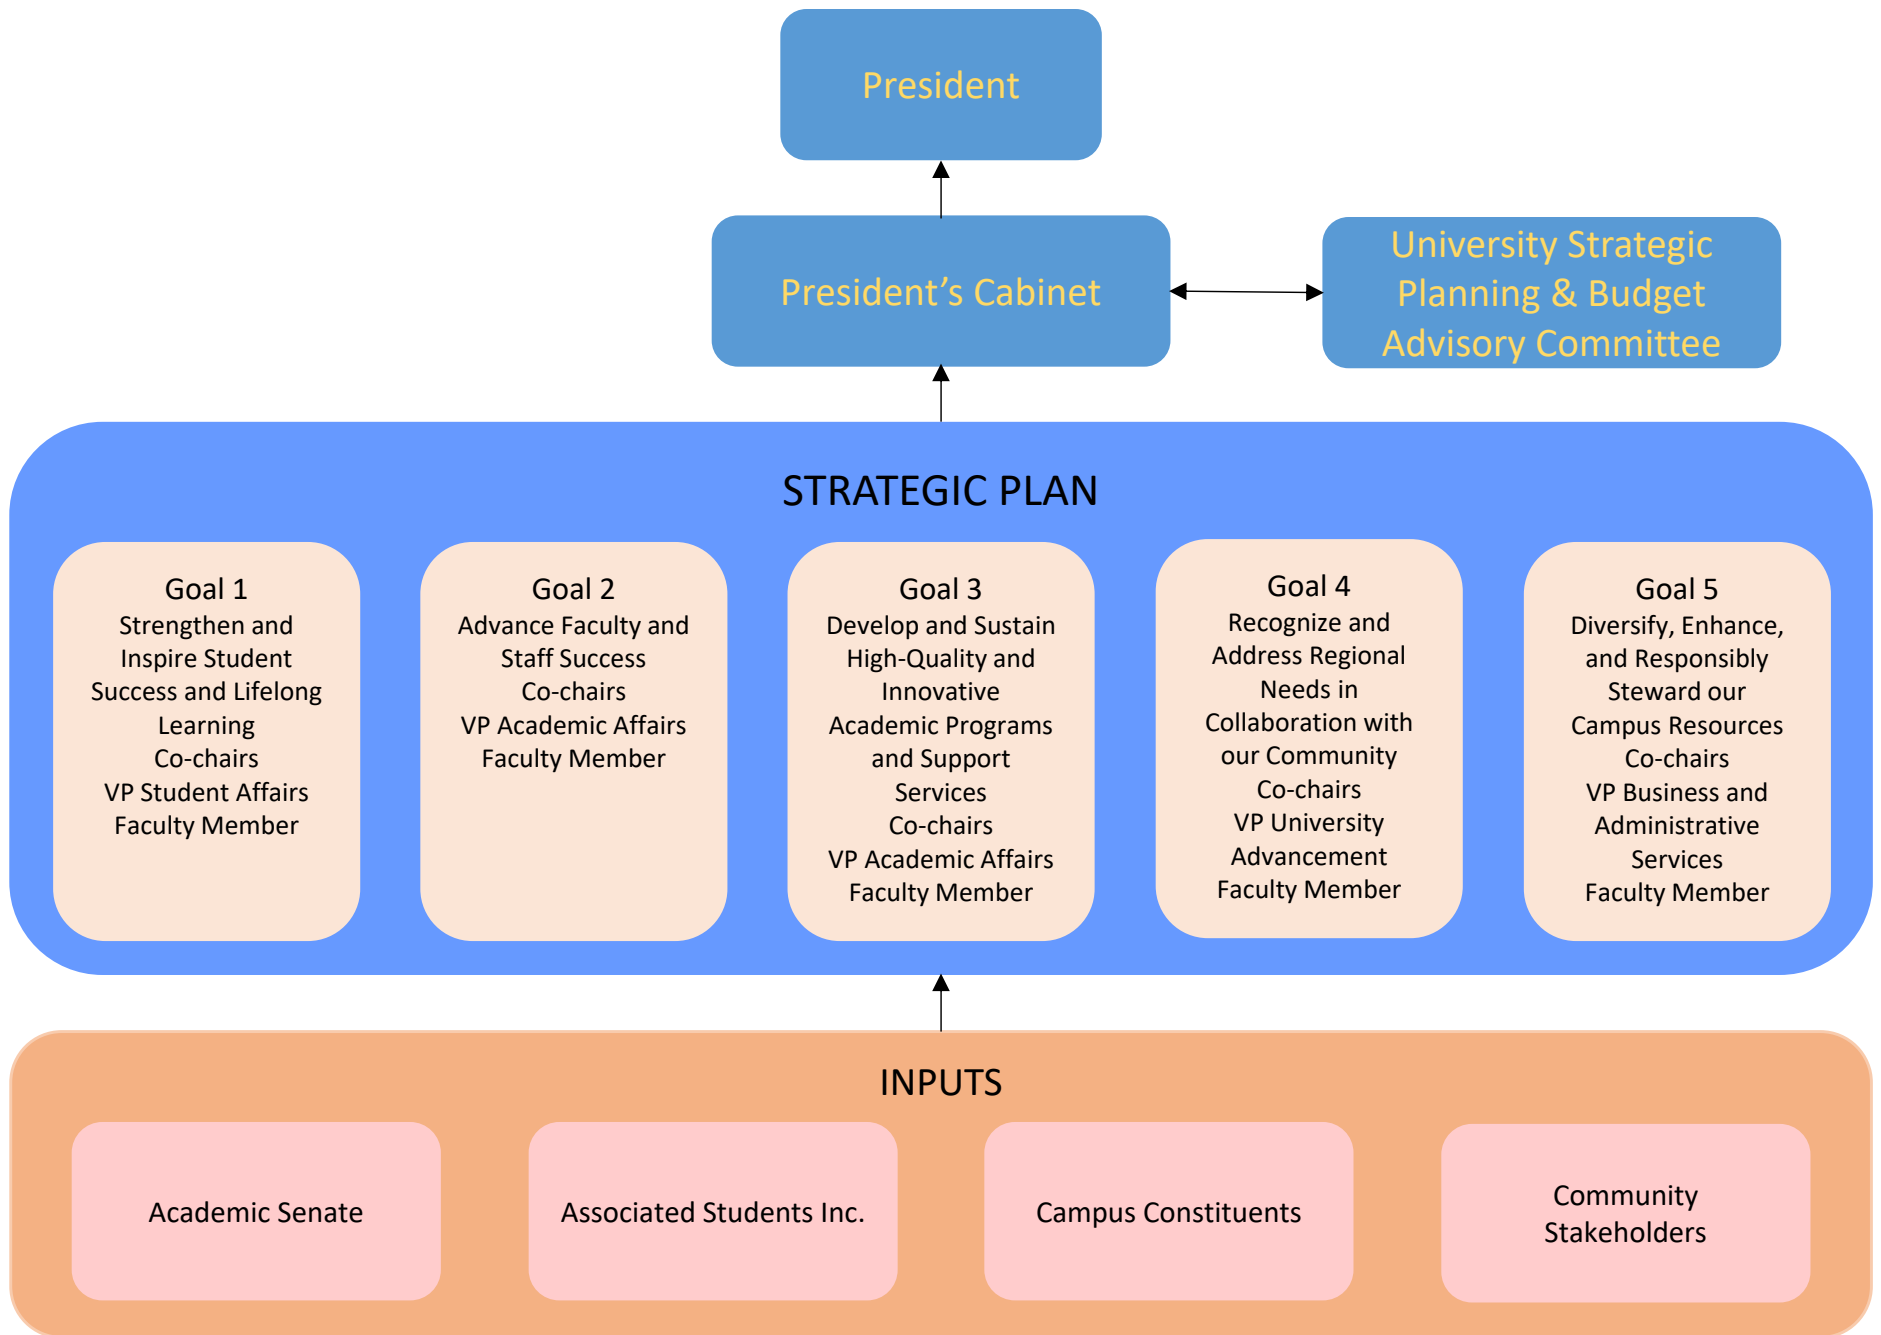 President
President’s Cabinet
University Strategic
Planning & Budget
Advisory Committee
STRATEGIC PLAN
Goal 1
Strengthen and
Inspire Student
Success and Lifelong
Learning
Co-chairs
VP Student Affairs
Faculty Member
Goal 2
Advance Faculty and
Staff Success
Co-chairs
VP Academic Affairs
Faculty Member
Goal 3
Develop and Sustain
High-Quality and
Innovative
Academic Programs
and Support
Services
Co-chairs
VP Academic Affairs
Faculty Member
Goal 4
Recognize and
Address Regional
Needs in
Collaboration with
our Community
Co-chairs
VP University
Advancement
Faculty Member
Goal 5
Diversify, Enhance,
and Responsibly
Steward our
Campus Resources
Co-chairs
VP Business and
Administrative
Services
Faculty Member
INPUTS
Academic Senate
Associated Students Inc.
Campus Constituents
Community
Stakeholders